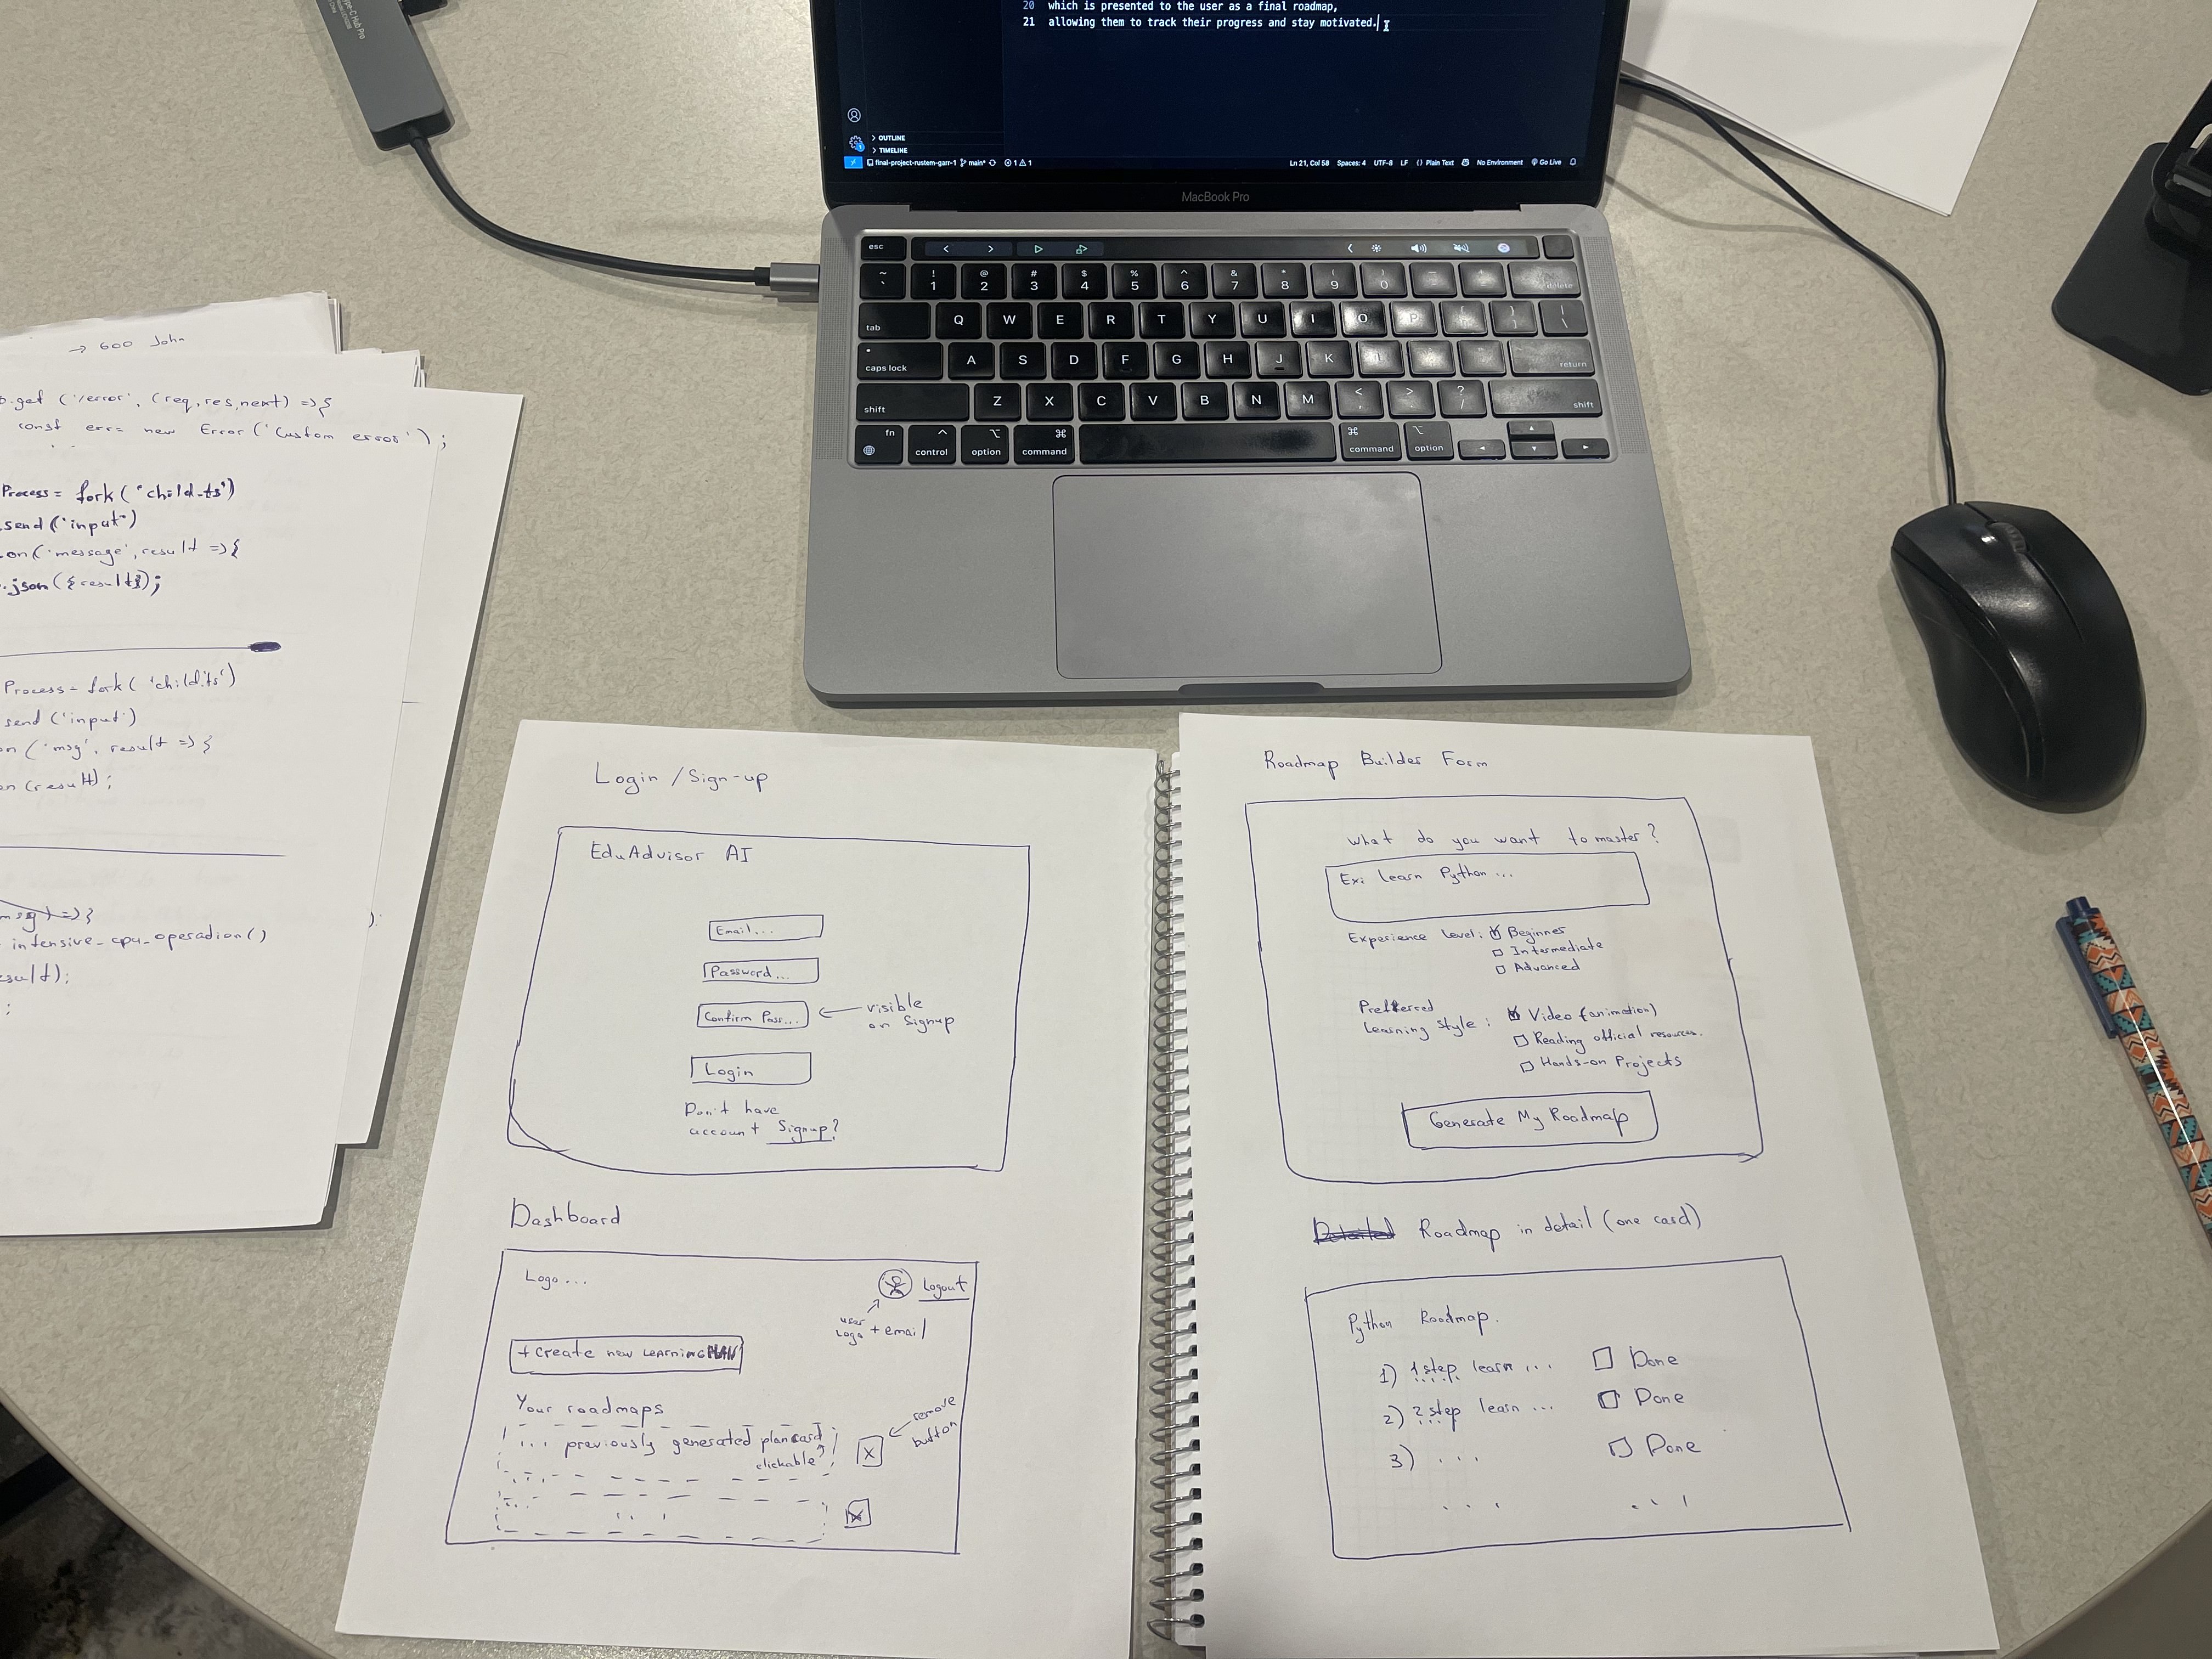 Type-C Hub Pro
20 which is presented to the user as a final roadmap,
21 allowing them to track their progress and stay motivated.
OUTLINE
TIMELINE
final-project-rustem-garr-1 main* 1 1
Ln 21, Col 58 Spaces: 4 UTF-8 LF {} Plain Text No Environment Go Live
MacBook Pro
esc
~ ! @ # $ % ^ & * ( )
` 1 2 3 4 5 6 7 8 9 0 delete
tab Q W E R T Y U I O P
caps lock A S D F G H J K return
shift Z X C V B N M < , > . ? / shift
fn control option command command option
→ 600 John
.get ('/error', (req, res, next) => {
const err = new Error ('Custom error');
Process = fork ("child.ts")
.send ("input")
.on ('message', result => {
.json ({result});
Process = fork ( 'child.ts')
send ('input')
on ('msg', result => {
(result);
msg) => {
intensive_cpu_operation()
result);
;
Login / Sign-up
EduAdvisor AI
Email...
Password...
Confirm Pass... ← visible on Signup
Login
Don't have
account Signup?
Dashboard
Logo ...
Logout
user logo + email
+ Create new LEARNING PLAN
Your roadmaps
... previously generated plan card
clickable
X
remove button
...
X
Roadmap Builder Form
What do you want to master?
Ex: learn Python ...
Experience level: Beginner
Intermediate
Advanced
Preferred
learning style: Video (animation)
Reading official resources.
Hands-on Projects
Generate My Roadmap
Roadmap in detail (one card)
Python Roadmap.
1) 1 step learn ... Done
2) 2 step learn ... Done
3) ... Done
... ...